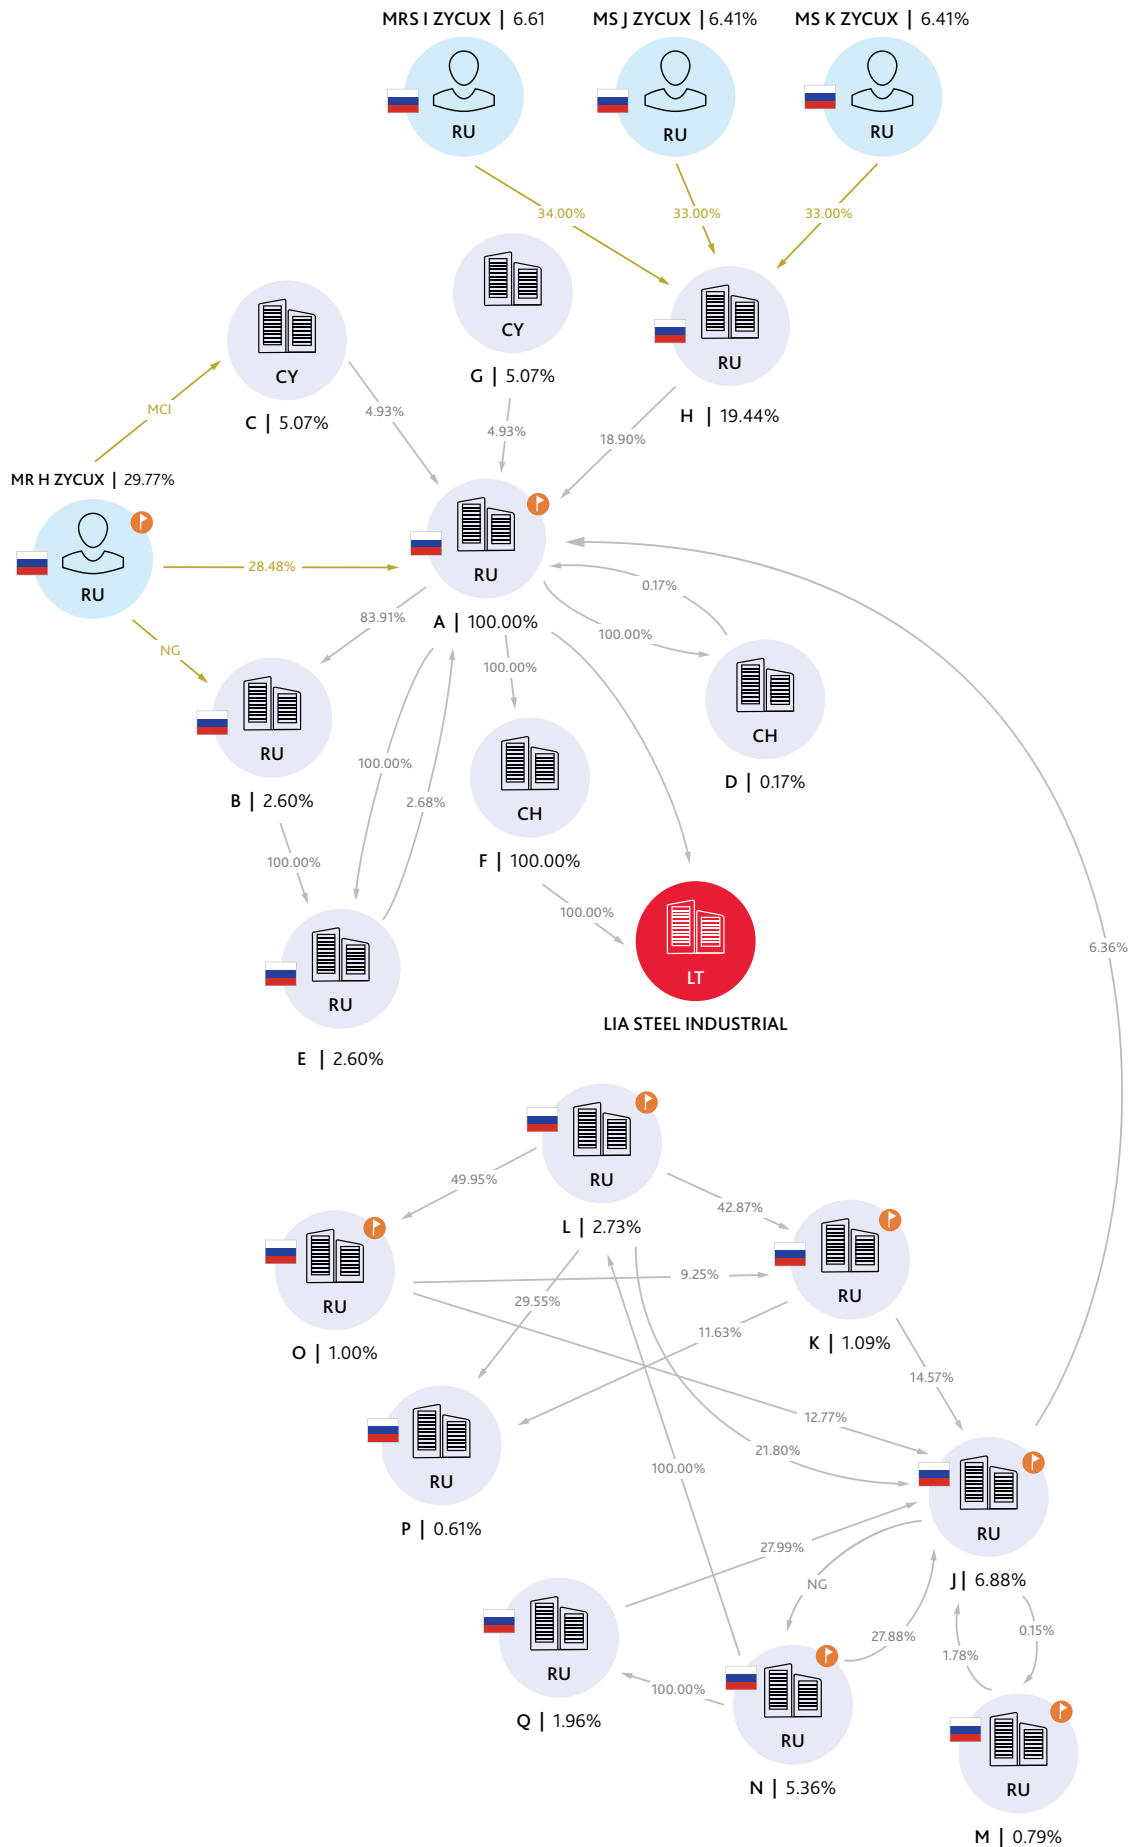 MRS I ZYCUX | 6.61
MS J ZYCUX | 6.41%
MS K ZYCUX | 6.41%
RU
RU
RU
34.00%
33.00%
33.00%
CY
G | 5.07%
RU
H | 19.44%
CY
C | 5.07%
MCI
4.93%
4.93%
18.90%
MR H ZYCUX | 29.77%
RU
28.48%
NG
RU
A | 100.00%
0.17%
100.00%
83.91%
100.00%
CH
D | 0.17%
RU
B | 2.60%
100.00%
2.68%
CH
F | 100.00%
100.00%
100.00%
LT
LIA STEEL INDUSTRIAL
6.36%
RU
E | 2.60%
RU
L | 2.73%
49.95%
42.87%
RU
O | 1.00%
9.25%
RU
K | 1.09%
29.55%
11.63%
14.57%
12.77%
21.80%
100.00%
RU
P | 0.61%
RU
J | 6.88%
27.99%
NG
27.88%
1.78%
0.15%
RU
Q | 1.96%
100.00%
RU
N | 5.36%
RU
M | 0.79%